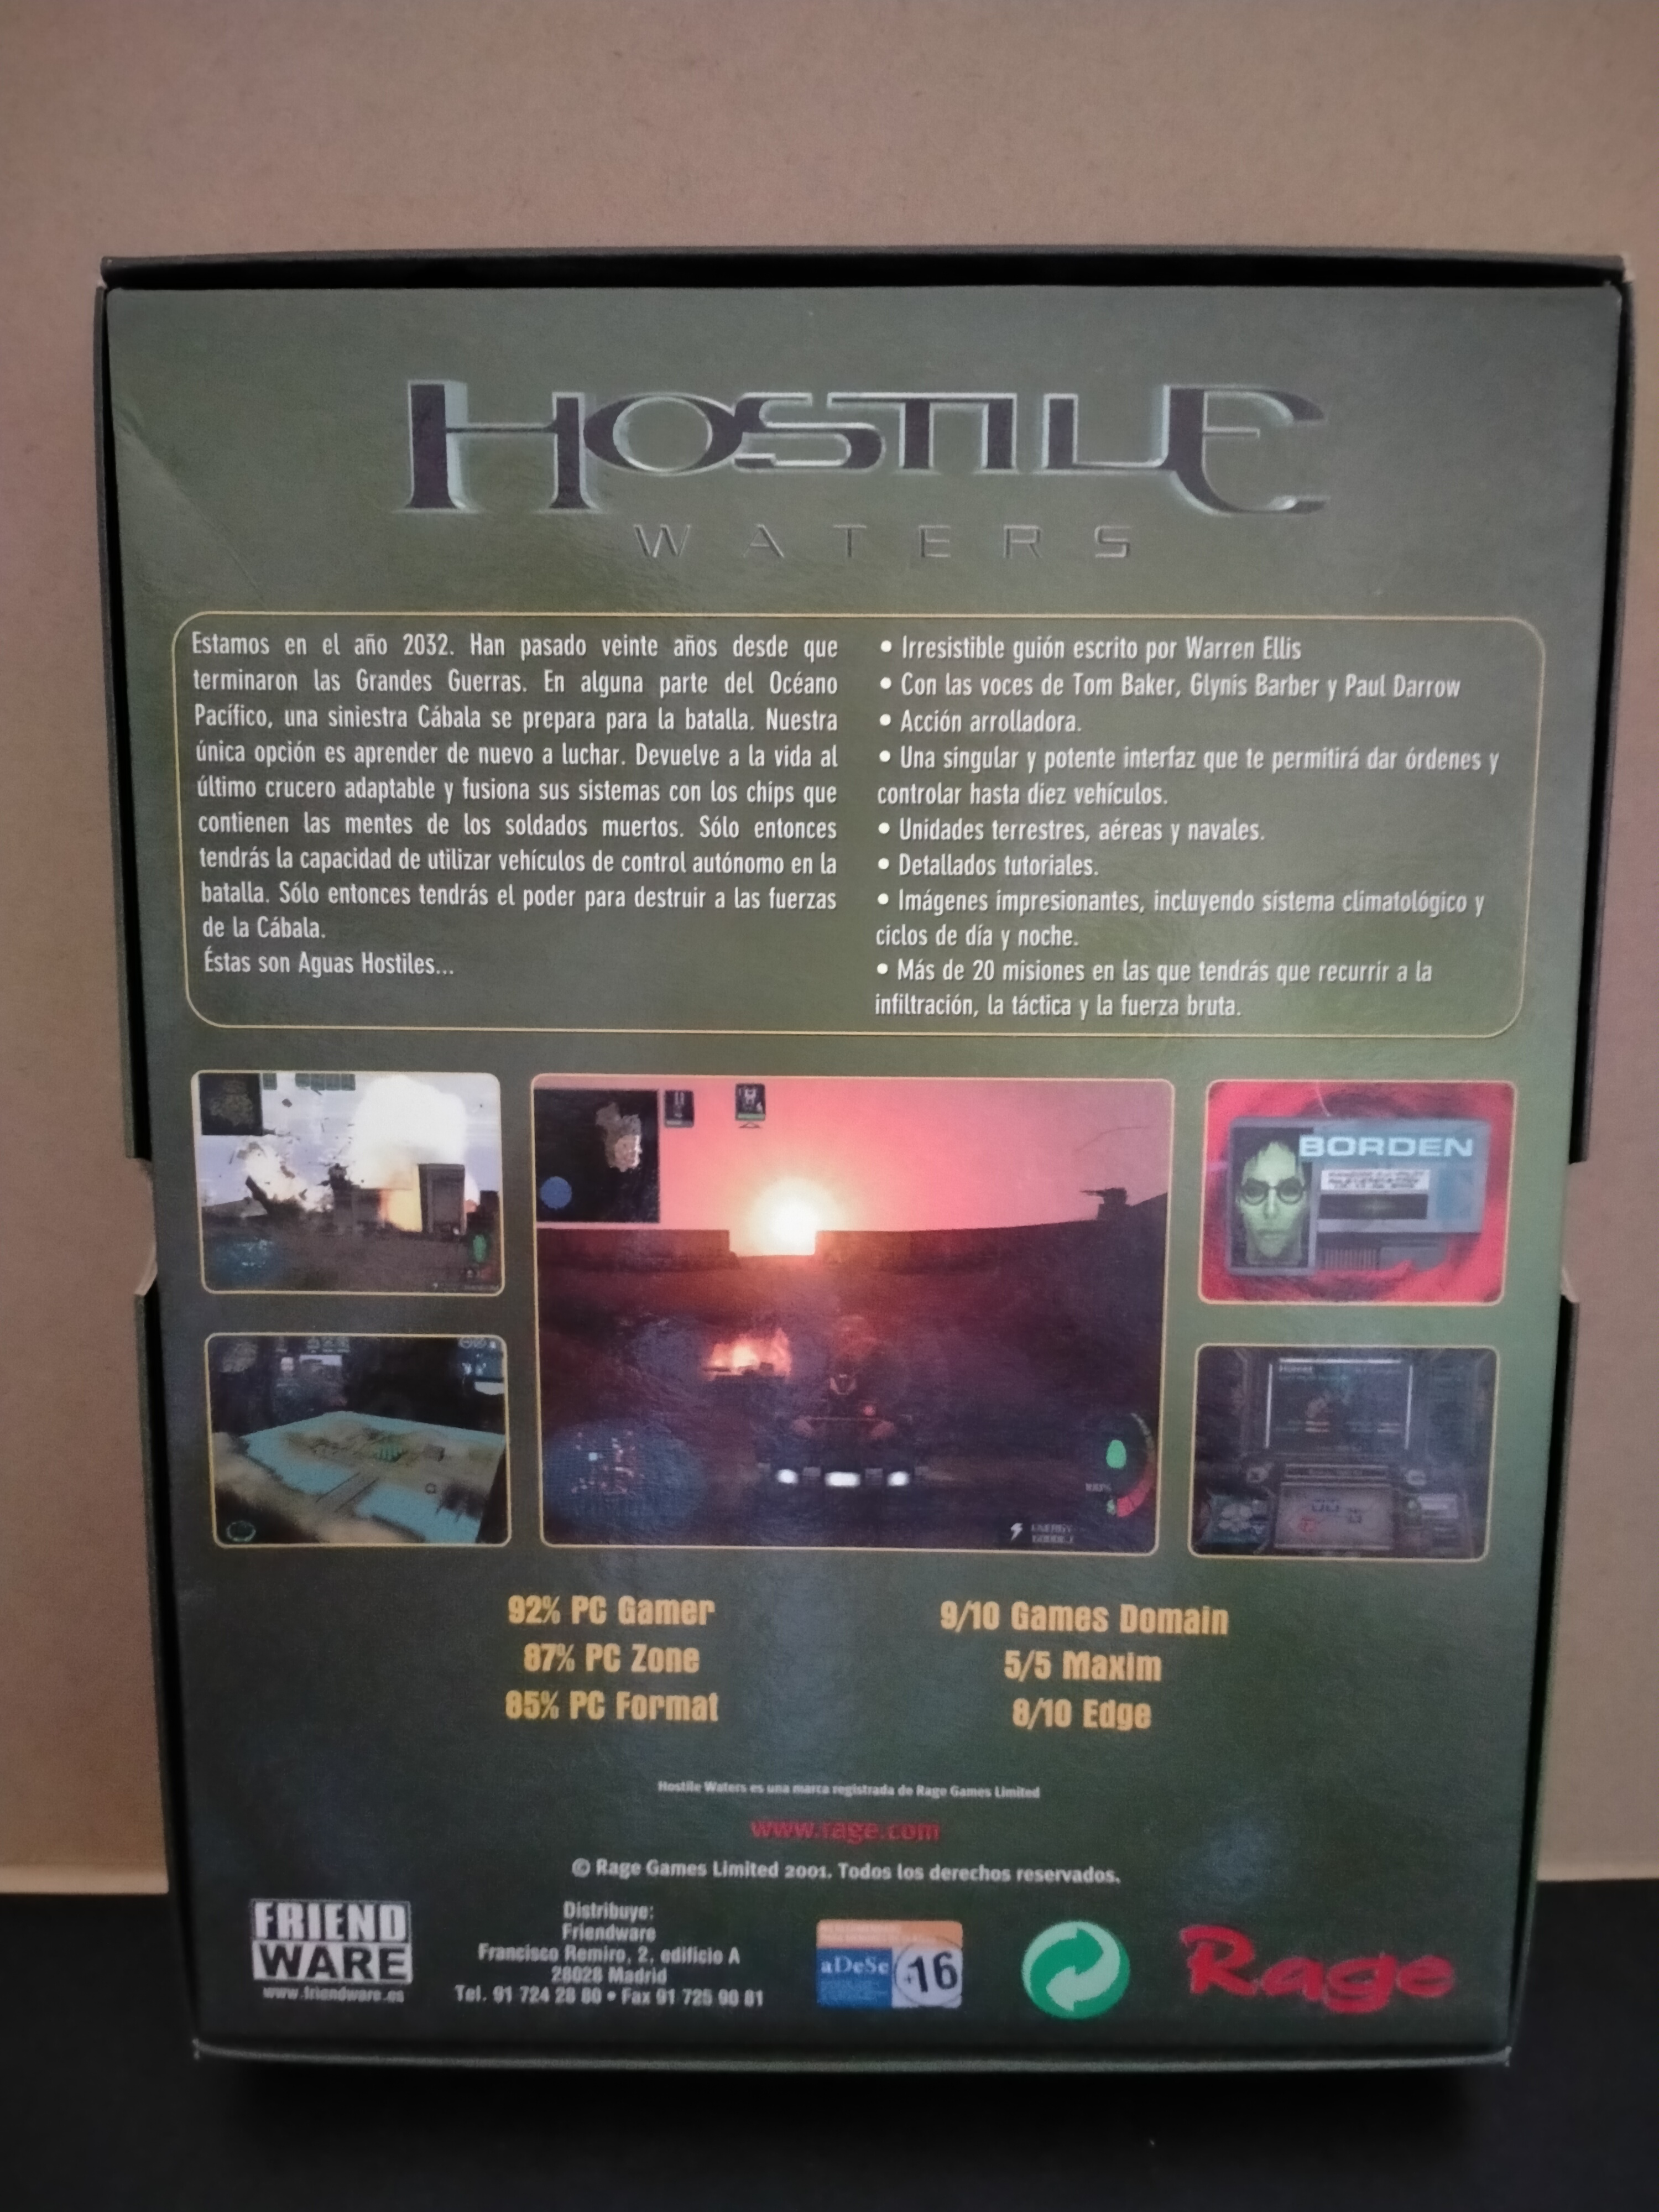 HOSTILE
WATERS
Estamos en el año 2032. Han pasado veinte años desde que
terminaron las Grandes Guerras. En alguna parte del Océano
Pacífico, una siniestra Cábala se prepara para la batalla. Nuestra
única opción es aprender de nuevo a luchar. Devuelve a la vida al
último crucero adaptable y fusiona sus sistemas con los chips que
contienen las mentes de los soldados muertos. Sólo entonces
tendrás la capacidad de utilizar vehículos de control autónomo en la
batalla. Sólo entonces tendrás el poder para destruir a las fuerzas
de la Cábala.
Éstas son Aguas Hostiles...
• Irresistible guión escrito por Warren Ellis
• Con las voces de Tom Baker, Glynis Barber y Paul Darrow
• Acción arrolladora.
• Una singular y potente interfaz que te permitirá dar órdenes y
controlar hasta diez vehículos.
• Unidades terrestres, aéreas y navales.
• Detallados tutoriales.
• Imágenes impresionantes, incluyendo sistema climatológico y
ciclos de día y noche.
• Más de 20 misiones en las que tendrás que recurrir a la
infiltración, la táctica y la fuerza bruta.
BORDEN
100%
ENERGY
92% PC Gamer
87% PC Zone
85% PC Format
9/10 Games Domain
5/5 Maxim
8/10 Edge
Hostile Waters es una marca registrada de Rage Games Limited
www.rage.com
© Rage Games Limited 2001. Todos los derechos reservados.
FRIEND
WARE
www.friendware.es
Distribuye:
Friendware
Francisco Remiro, 2, edificio A
28028 Madrid
Tel. 91 724 28 80 • Fax 91 725 90 81
aDeSe
+16
Rage